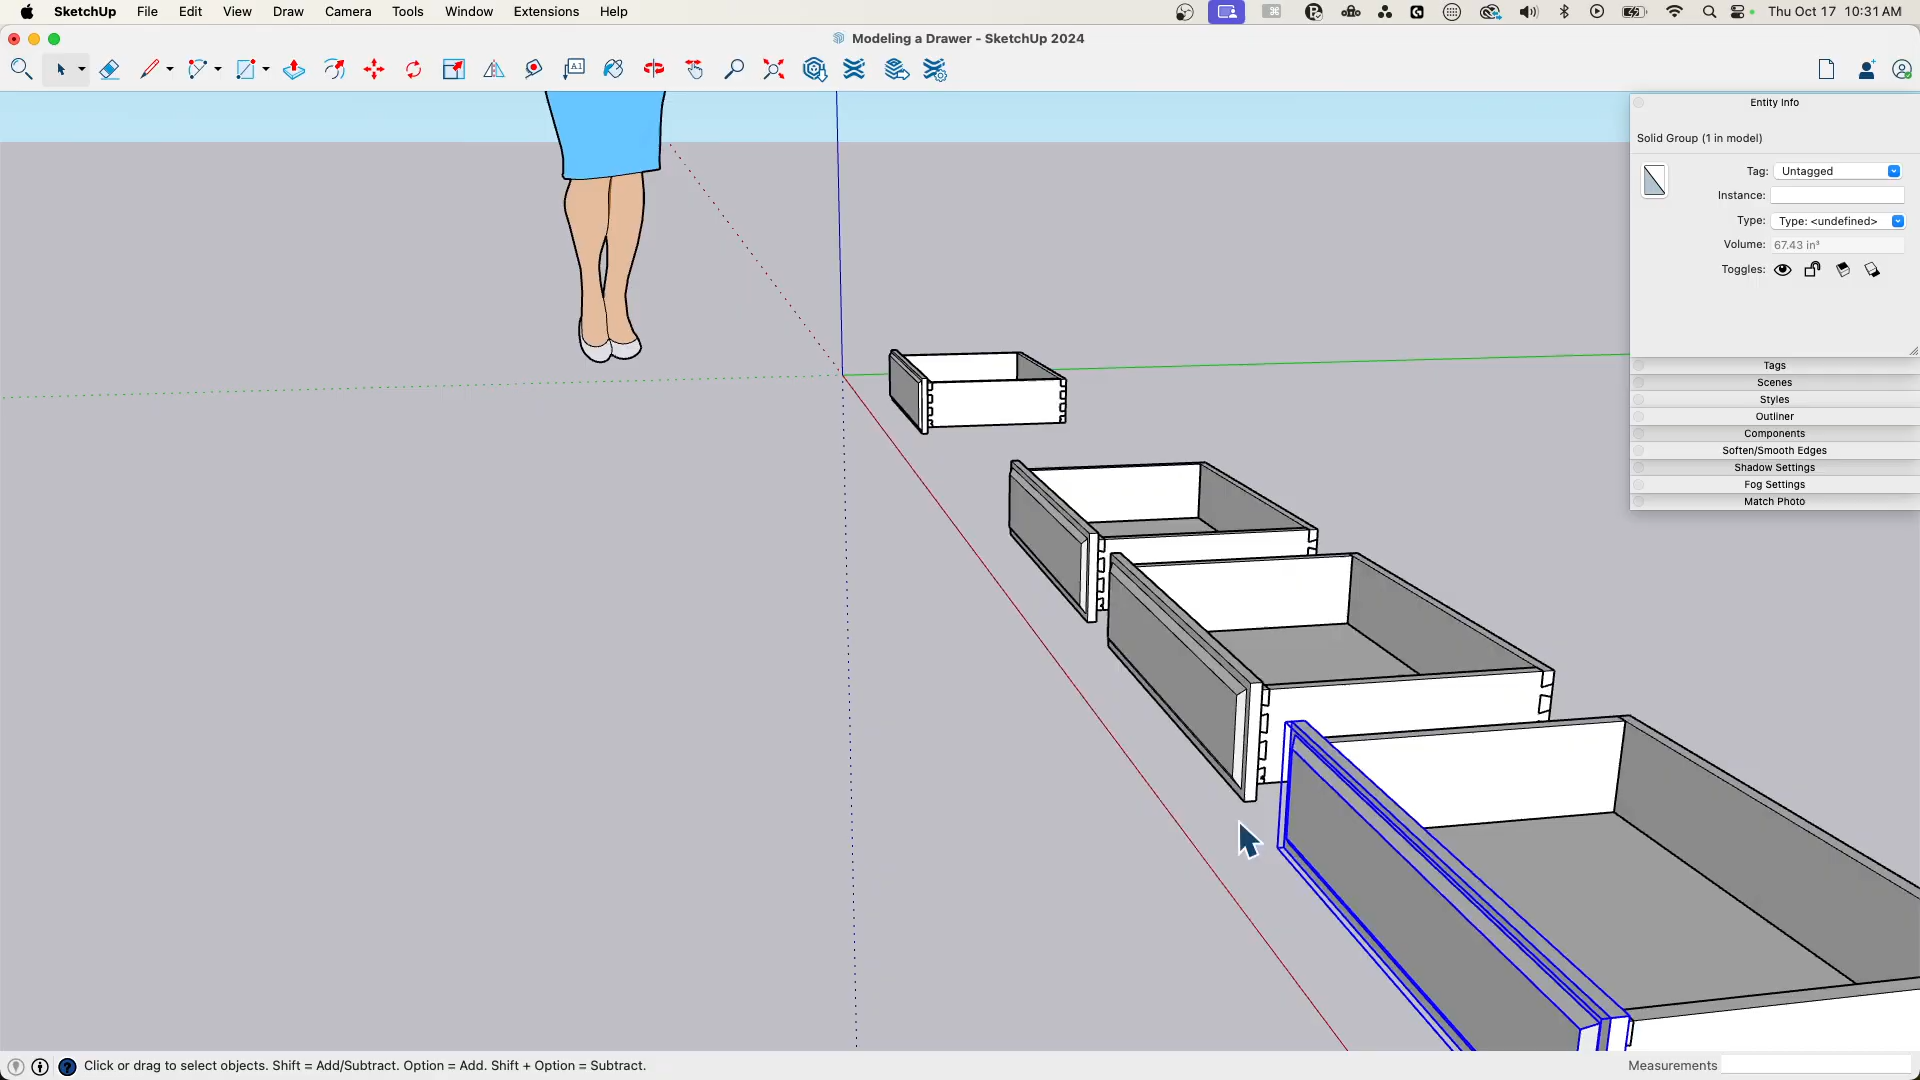 SketchUp File Edit View Draw Camera Tools Window Extensions Help Thu Oct 17 10:31 AM
Modeling a Drawer - SketchUp 2024
A1
Entity Info
Solid Group (1 in model)
Tag: Untagged
Instance:
Type: Type: <undefined>
Volume: 67.43 in³
Toggles:
Tags
Scenes
Styles
Outliner
Components
Soften/Smooth Edges
Shadow Settings
Fog Settings
Match Photo
Click or drag to select objects. Shift = Add/Subtract. Option = Add. Shift + Option = Subtract. Measurements